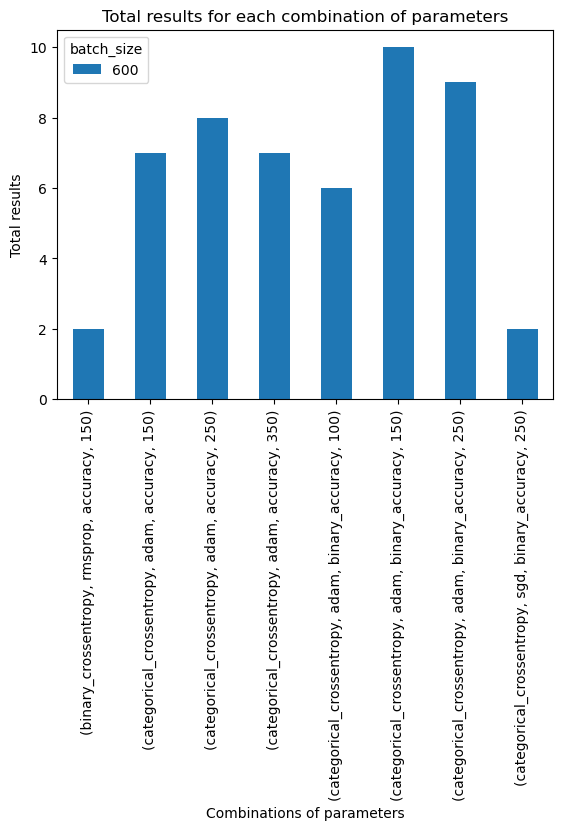 Total results for each combination of parameters
batch_size
600
Total results
10
8
6
4
2
0
(binary_crossentropy, rmsprop, accuracy, 150)
(categorical_crossentropy, adam, accuracy, 150)
(categorical_crossentropy, adam, accuracy, 250)
(categorical_crossentropy, adam, accuracy, 350)
(categorical_crossentropy, adam, binary_accuracy, 100)
(categorical_crossentropy, adam, binary_accuracy, 150)
(categorical_crossentropy, adam, binary_accuracy, 250)
(categorical_crossentropy, sgd, binary_accuracy, 250)
Combinations of parameters